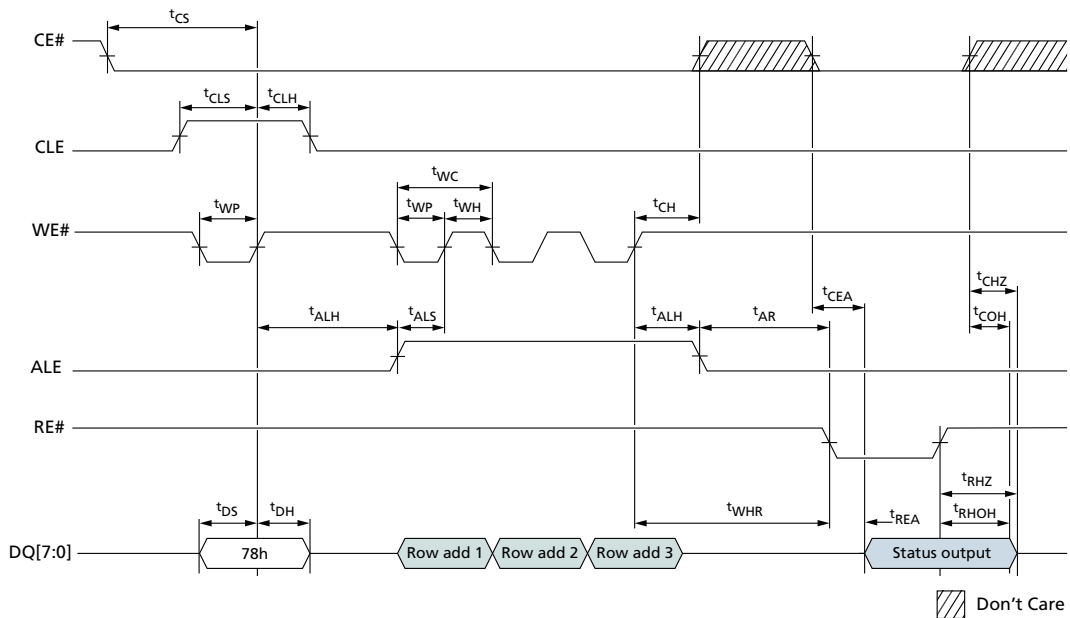 tCS
CE#
tCLS
tCLH
CLE
tWC
tWP
tWP
tWH
tCH
WE#
tCEA
tCHZ
tALH
tALS
tALH
tAR
tCOH
ALE
RE#
tRHZ
tDS
tDH
tWHR
tREA
tRHOH
DQ[7:0]
78h
Row add 1
Row add 2
Row add 3
Status output
Don't Care